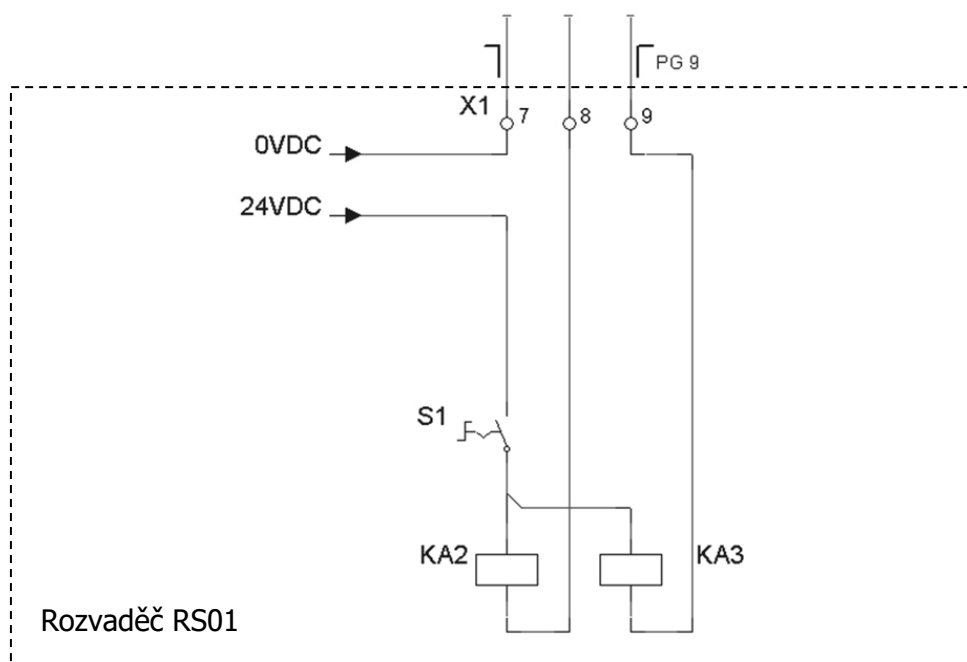 PG 9
X1 7 8 9
0VDC
24VDC
S1
KA2 KA3
Rozvaděč RS01